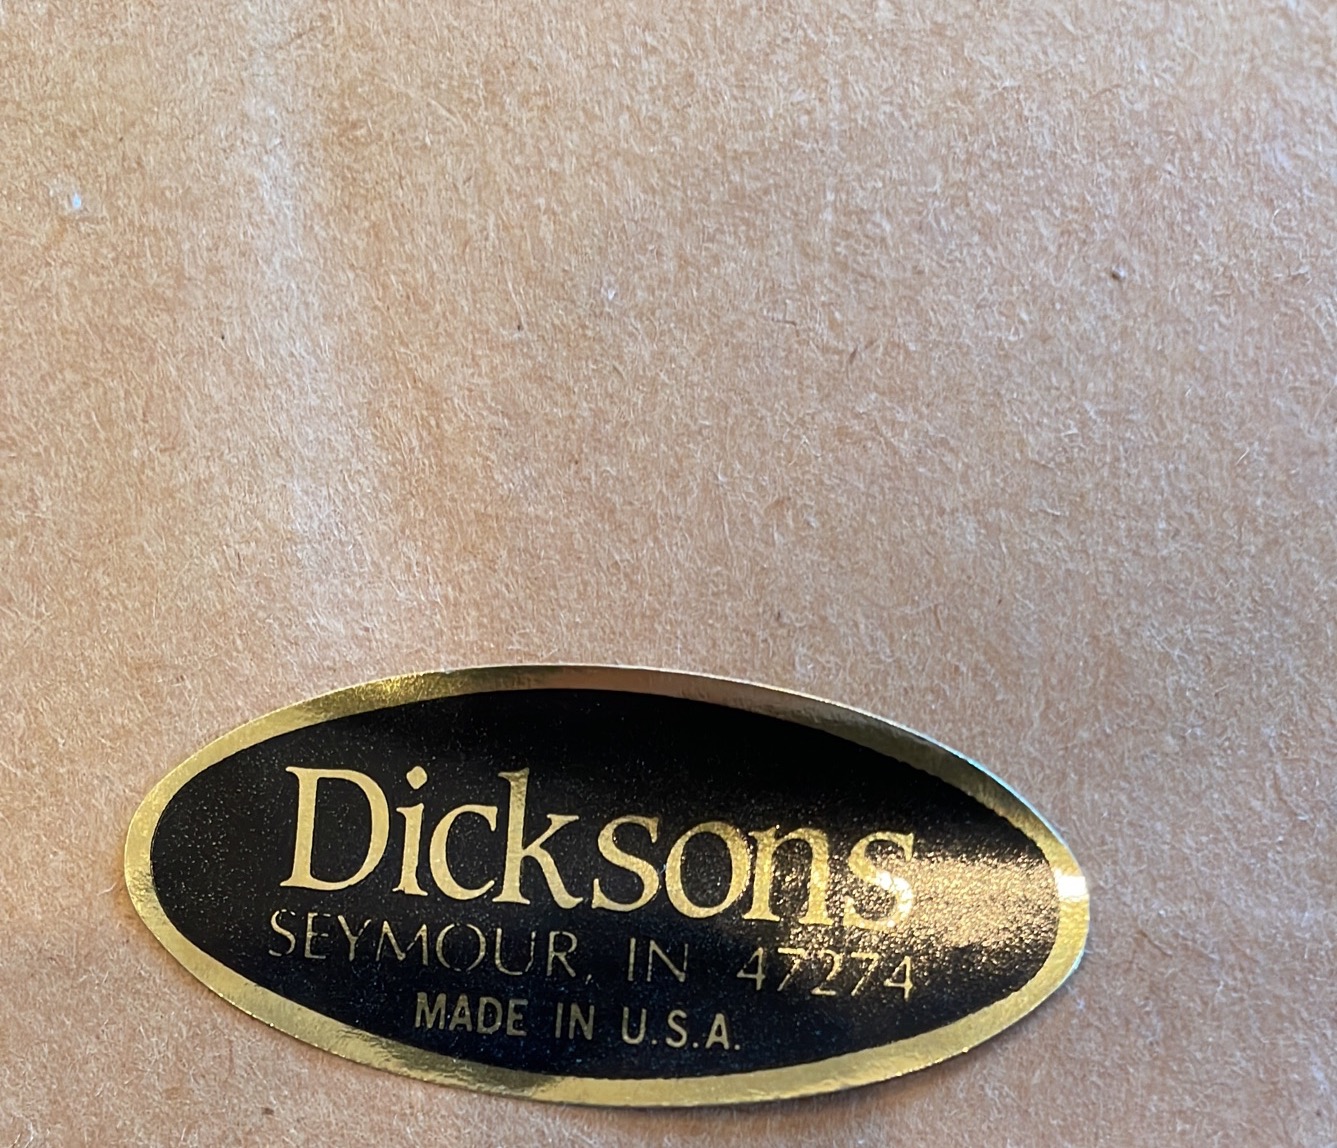 Dicksons
SEYMOUR, IN 47274
MADE IN U.S.A.